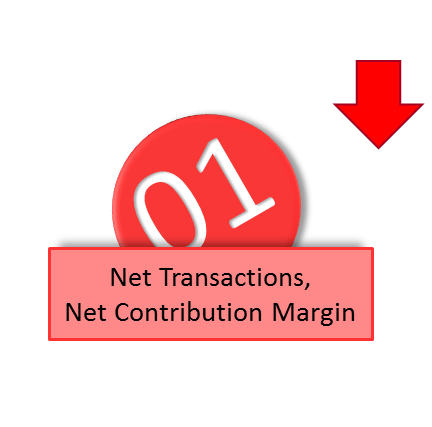 01
Net Transactions,
Net Contribution Margin